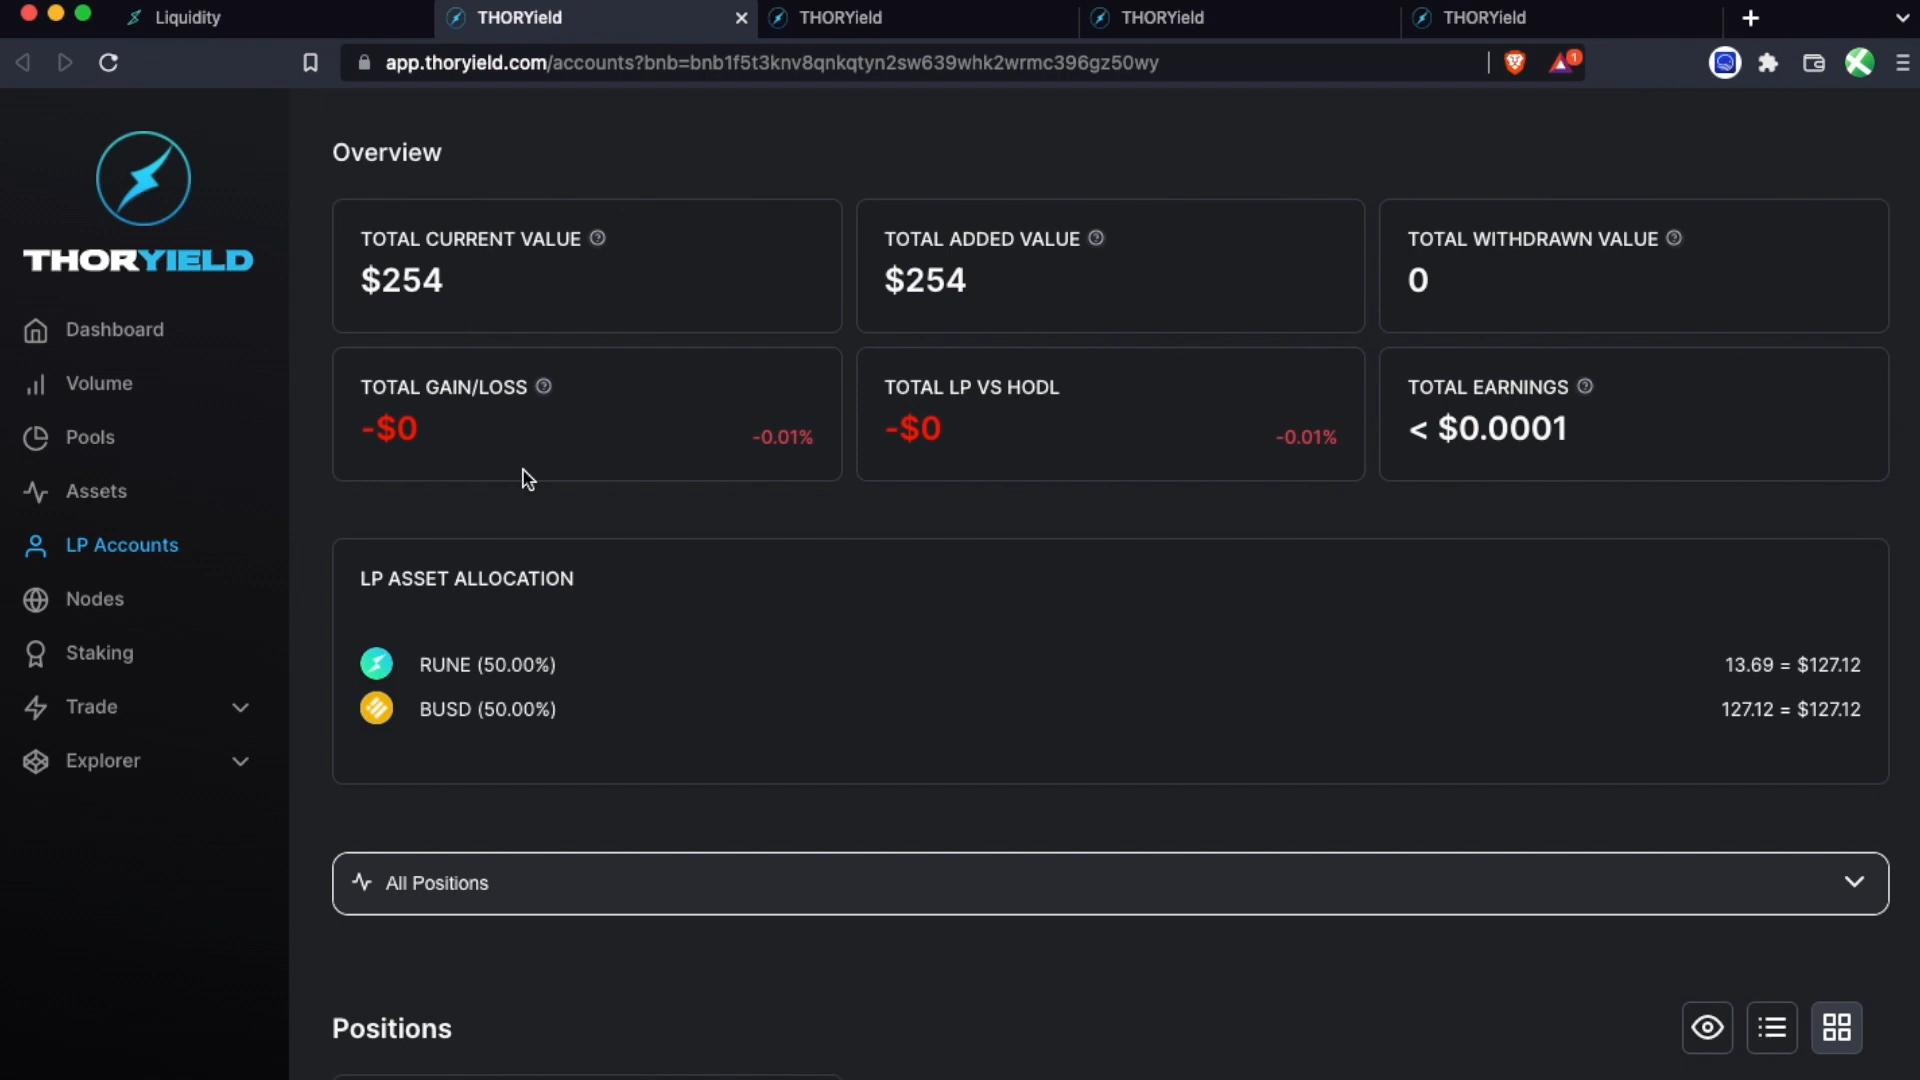 Liquidity
THORYield
THORYield
THORYield
THORYield
app.thoryield.com/accounts?bnb=bnb1f5t3knv8qnkqtyn2sw639whk2wrmc396gz50wy
1
THORYIELD
Dashboard
Volume
Pools
Assets
LP Accounts
Nodes
Staking
Trade
Explorer
Overview
TOTAL CURRENT VALUE
$254
TOTAL ADDED VALUE
$254
TOTAL WITHDRAWN VALUE
0
TOTAL GAIN/LOSS
-$0
-0.01%
TOTAL LP VS HODL
-$0
-0.01%
TOTAL EARNINGS
< $0.0001
LP ASSET ALLOCATION
RUNE (50.00%)
13.69 = $127.12
BUSD (50.00%)
127.12 = $127.12
All Positions
Positions